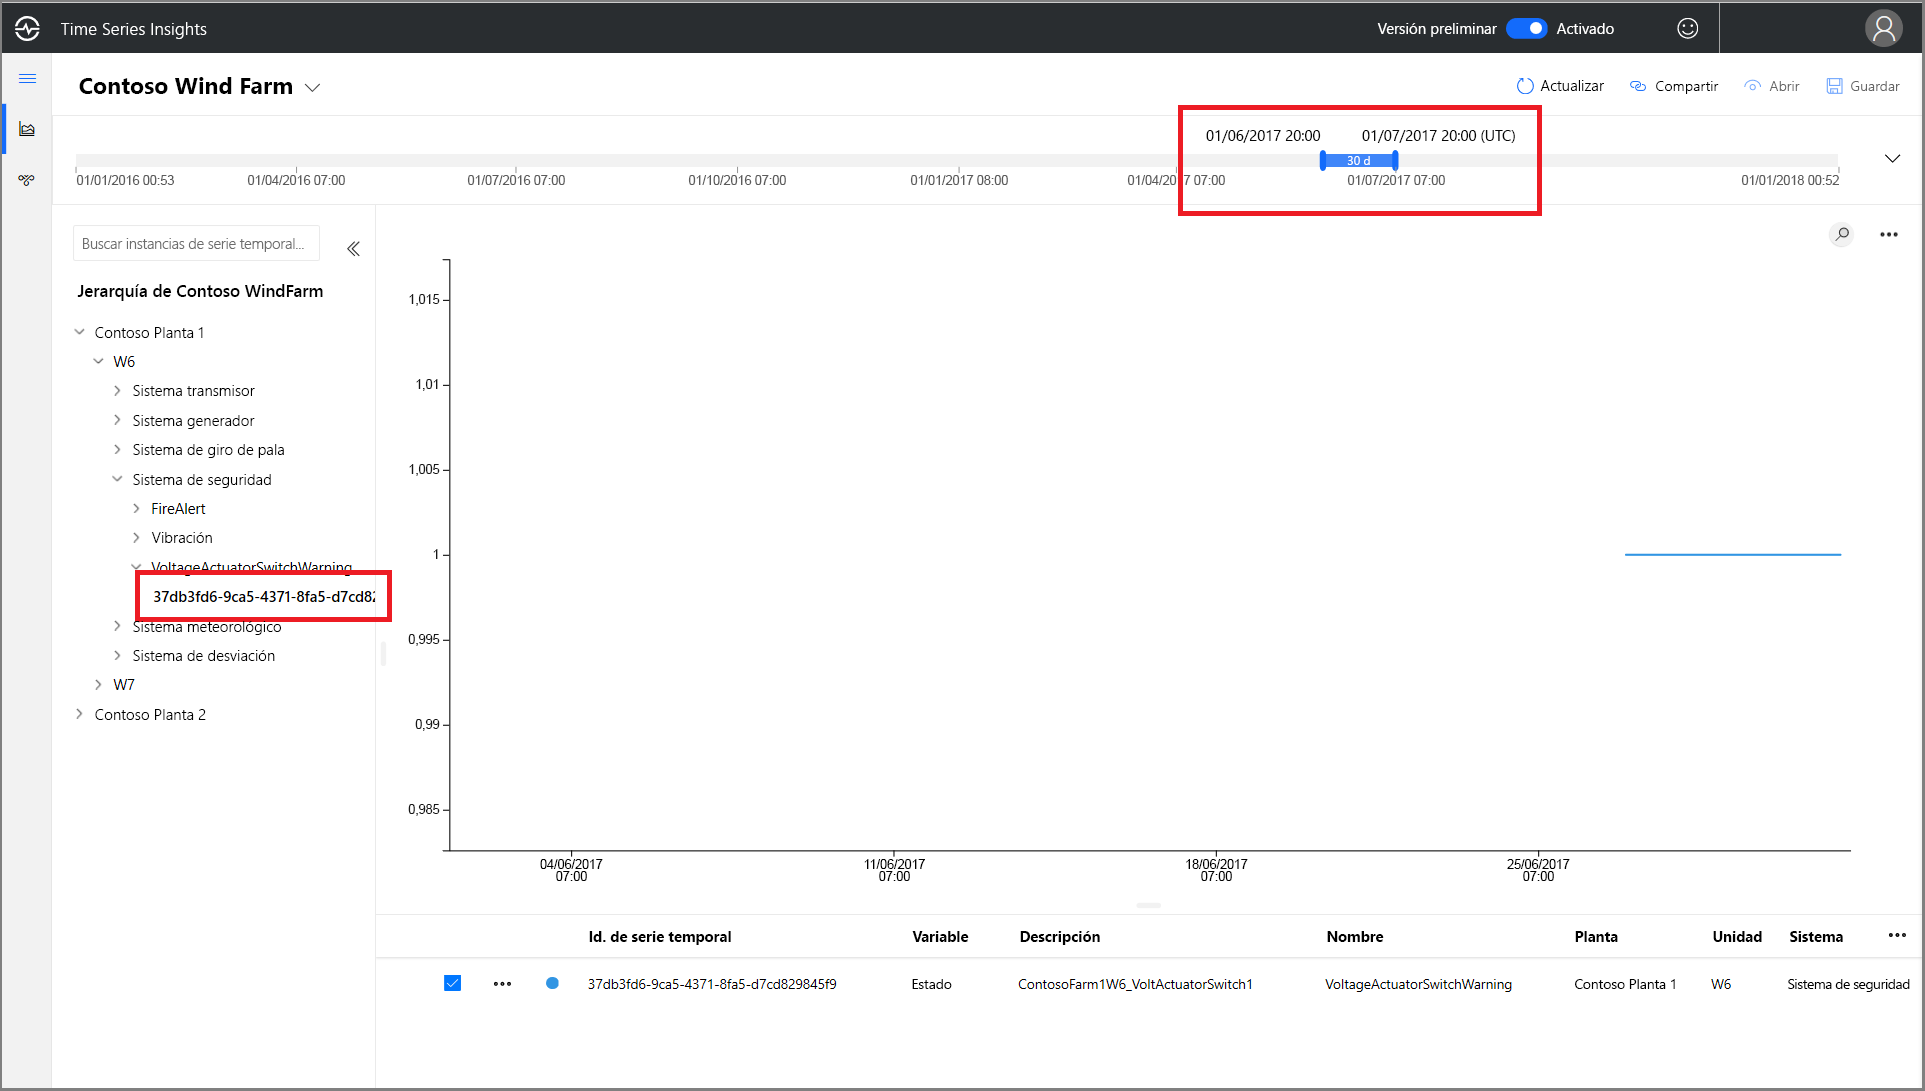 Time Series Insights
Versión preliminar Activado
Contoso Wind Farm
Actualizar Compartir Abrir Guardar
01/06/2017 20:00 01/07/2017 20:00 (UTC)
30 d
01/01/2016 00:53 01/04/2016 07:00 01/07/2016 07:00 01/10/2016 07:00 01/01/2017 08:00 01/04/2017 07:00 01/07/2017 07:00 01/01/2018 00:52
Buscar instancias de serie temporal...
Jerarquía de Contoso WindFarm
Contoso Planta 1
W6
Sistema transmisor
Sistema generador
Sistema de giro de pala
Sistema de seguridad
FireAlert
Vibración
VoltageActuatorSwitchWarning
37db3fd6-9ca5-4371-8fa5-d7cd82
Sistema meteorológico
Sistema de desviación
W7
Contoso Planta 2
1,015
1,01
1,005
1
0,995
0,99
0,985
04/06/2017 11/06/2017 18/06/2017 25/06/2017
07:00 07:00 07:00 07:00
Id. de serie temporal Variable Descripción Nombre Planta Unidad Sistema
37db3fd6-9ca5-4371-8fa5-d7cd829845f9 Estado ContosoFarm1W6_VoltActuatorSwitch1 VoltageActuatorSwitchWarning Contoso Planta 1 W6 Sistema de seguridad